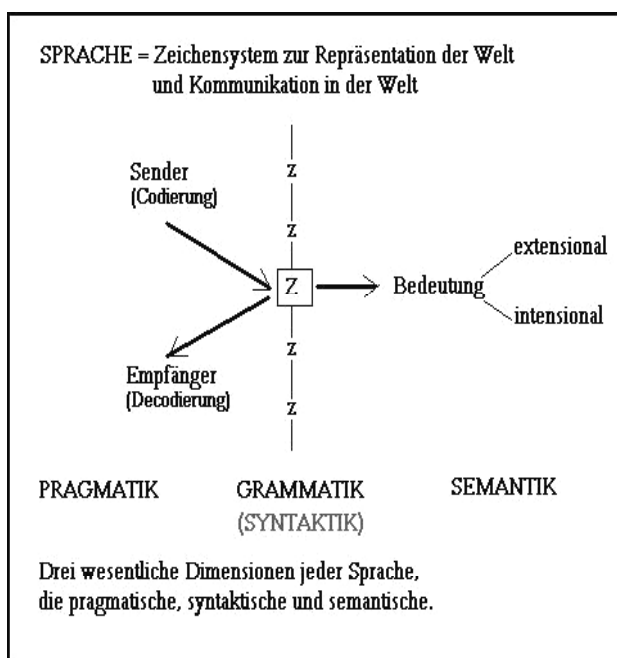 SPRACHE = Zeichensystem zur Repräsentation der Welt
und Kommunikation in der Welt
Sender
(Codierung)
z
z
extensional
Z
Bedeutung
intensional
z
Empfänger
(Decodierung)
z
PRAGMATIK GRAMMATIK SEMANTIK
(SYNTAKTIK)
Drei wesentliche Dimensionen jeder Sprache,
die pragmatische, syntaktische und semantische.